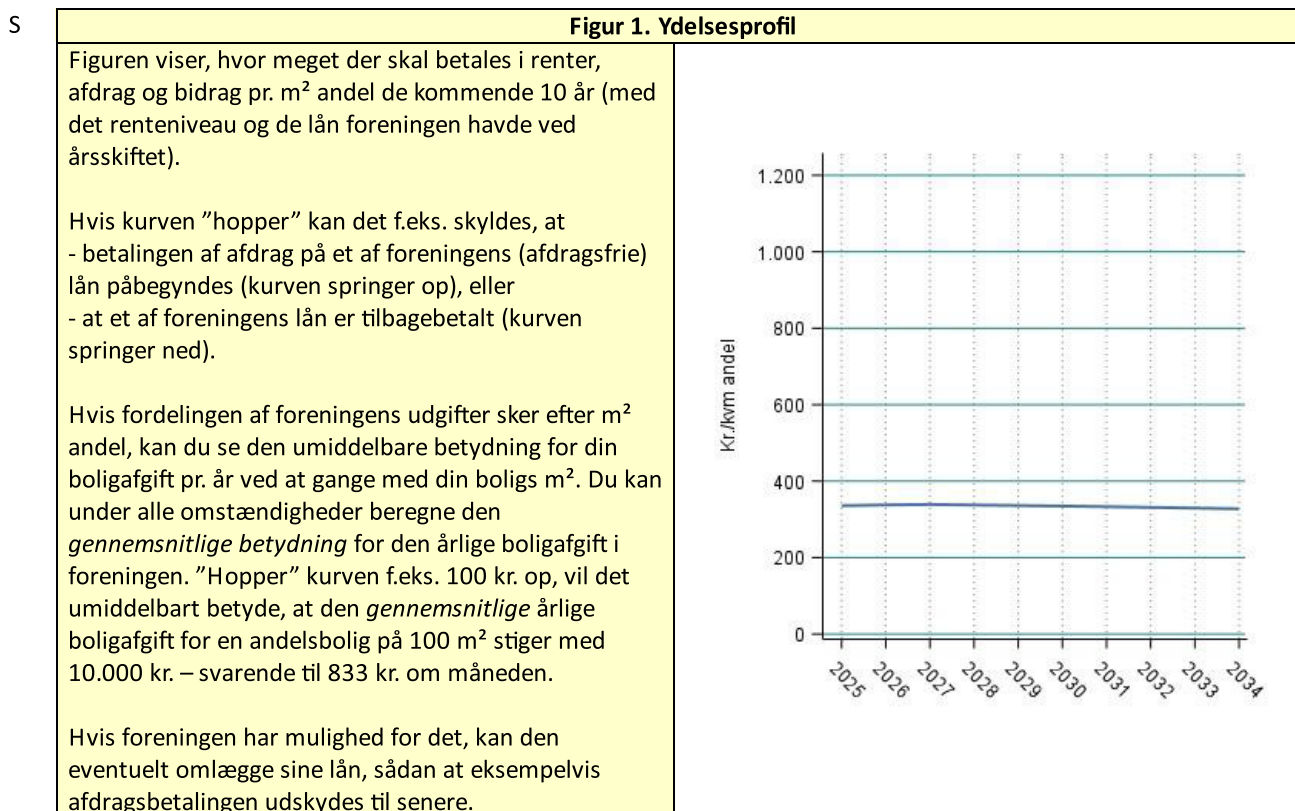 S
Figur 1. Ydelsesprofil
Figuren viser, hvor meget der skal betales i renter,
afdrag og bidrag pr. m² andel de kommende 10 år (med
det renteniveau og de lån foreningen havde ved
årsskiftet).
Hvis kurven ”hopper” kan det f.eks. skyldes, at
- betalingen af afdrag på et af foreningens (afdragsfrie)
lån påbegyndes (kurven springer op), eller
- at et af foreningens lån er tilbagebetalt (kurven
springer ned).
Hvis fordelingen af foreningens udgifter sker efter m²
andel, kan du se den umiddelbare betydning for din
boligafgift pr. år ved at gange med din boligs m². Du kan
under alle omstændigheder beregne den
gennemsnitlige betydning for den årlige boligafgift i
foreningen. ”Hopper” kurven f.eks. 100 kr. op, vil det
umiddelbart betyde, at den gennemsnitlige årlige
boligafgift for en andelsbolig på 100 m² stiger med
10.000 kr. – svarende til 833 kr. om måneden.
Hvis foreningen har mulighed for det, kan den
eventuelt omlægge sine lån, sådan at eksempelvis
afdragsbetalingen udskydes til senere.
Kr./kvm andel
1.200
1.000
800
600
400
200
0
2025
2026
2027
2028
2029
2030
2031
2032
2033
2034